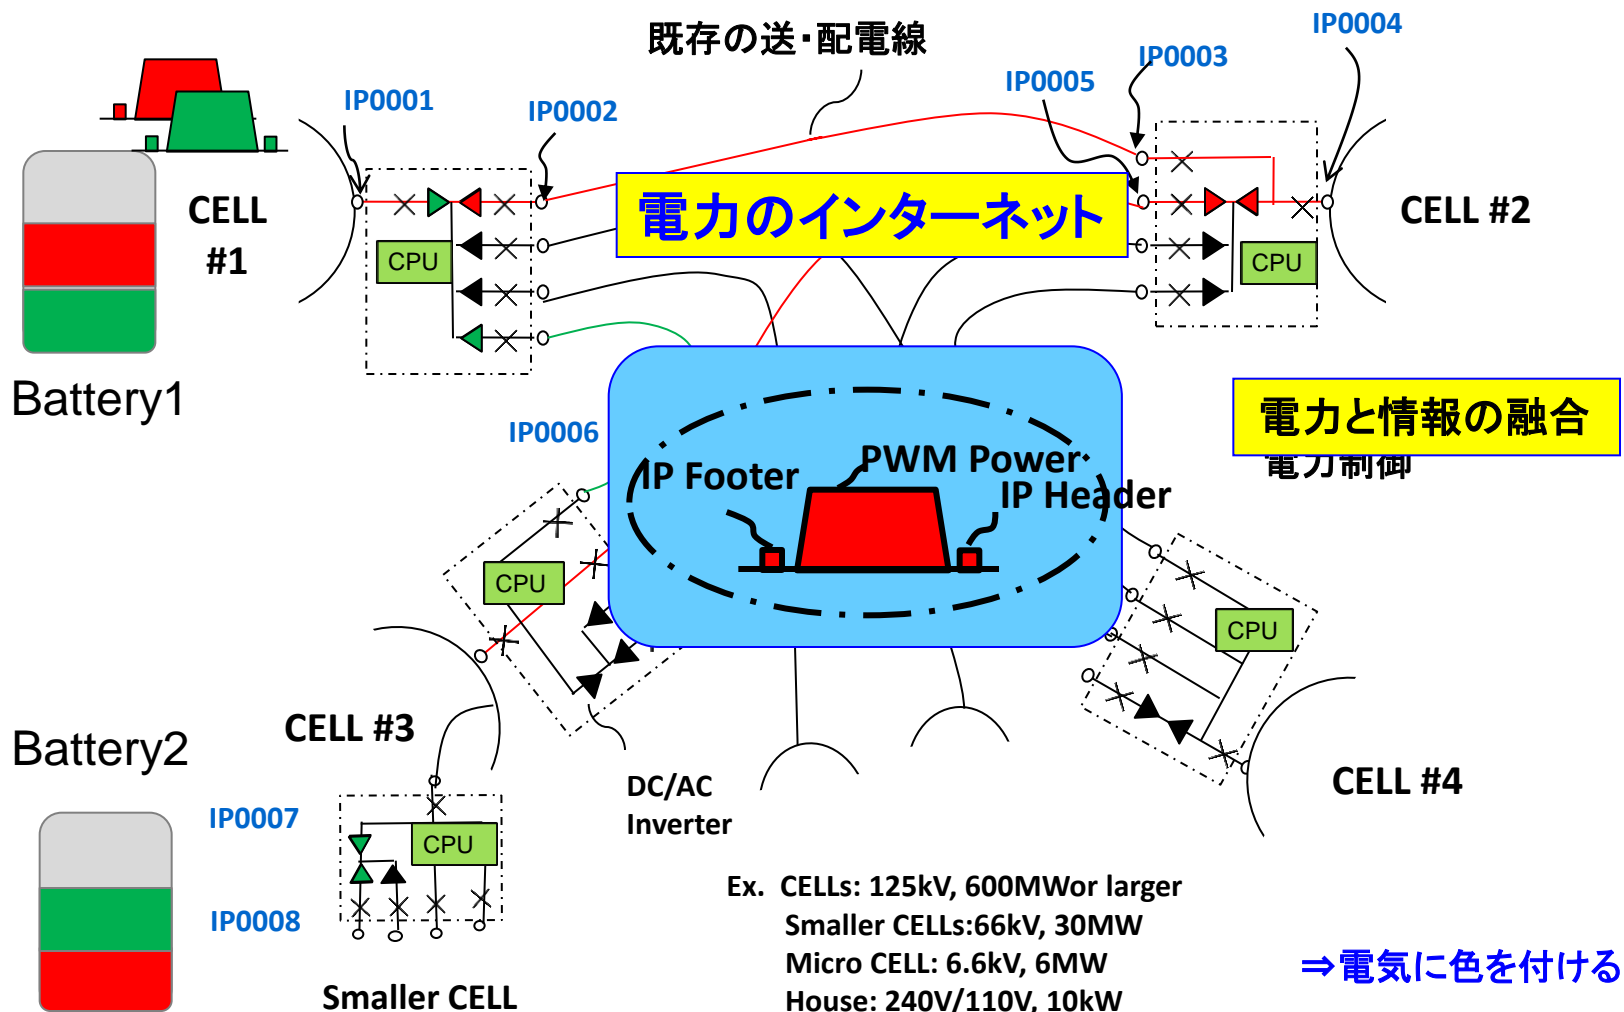 既存の送・配電線
IP0004
IP0003
IP0005
IP0001
IP0002
CELL
#1
電力のインターネット
CELL #2
CPU
CPU
Battery1
電力と情報の融合
電力制御
IP0006
IP Footer
PWM Power
IP Header
CPU
CPU
CELL #3
Battery2
DC/AC
Inverter
CELL #4
IP0007
CPU
IP0008
Ex. CELLs: 125kV, 600MWor larger
Smaller CELLs:66kV, 30MW
Micro CELL: 6.6kV, 6MW
House: 240V/110V, 10kW
⇒電気に色を付ける
Smaller CELL